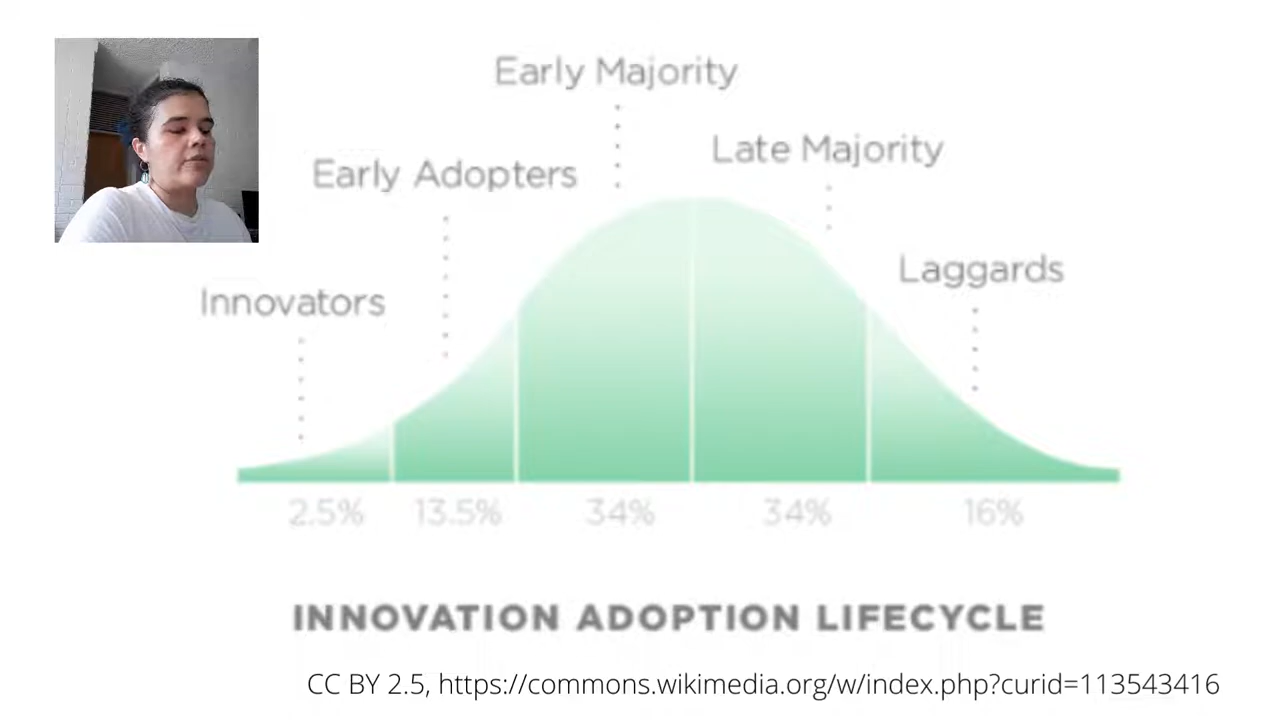 Early Majority
Late Majority
Early Adopters
Laggards
Innovators
2.5% 13.5% 34% 34% 16%
INNOVATION ADOPTION LIFECYCLE
CC BY 2.5, https://commons.wikimedia.org/w/index.php?curid=113543416